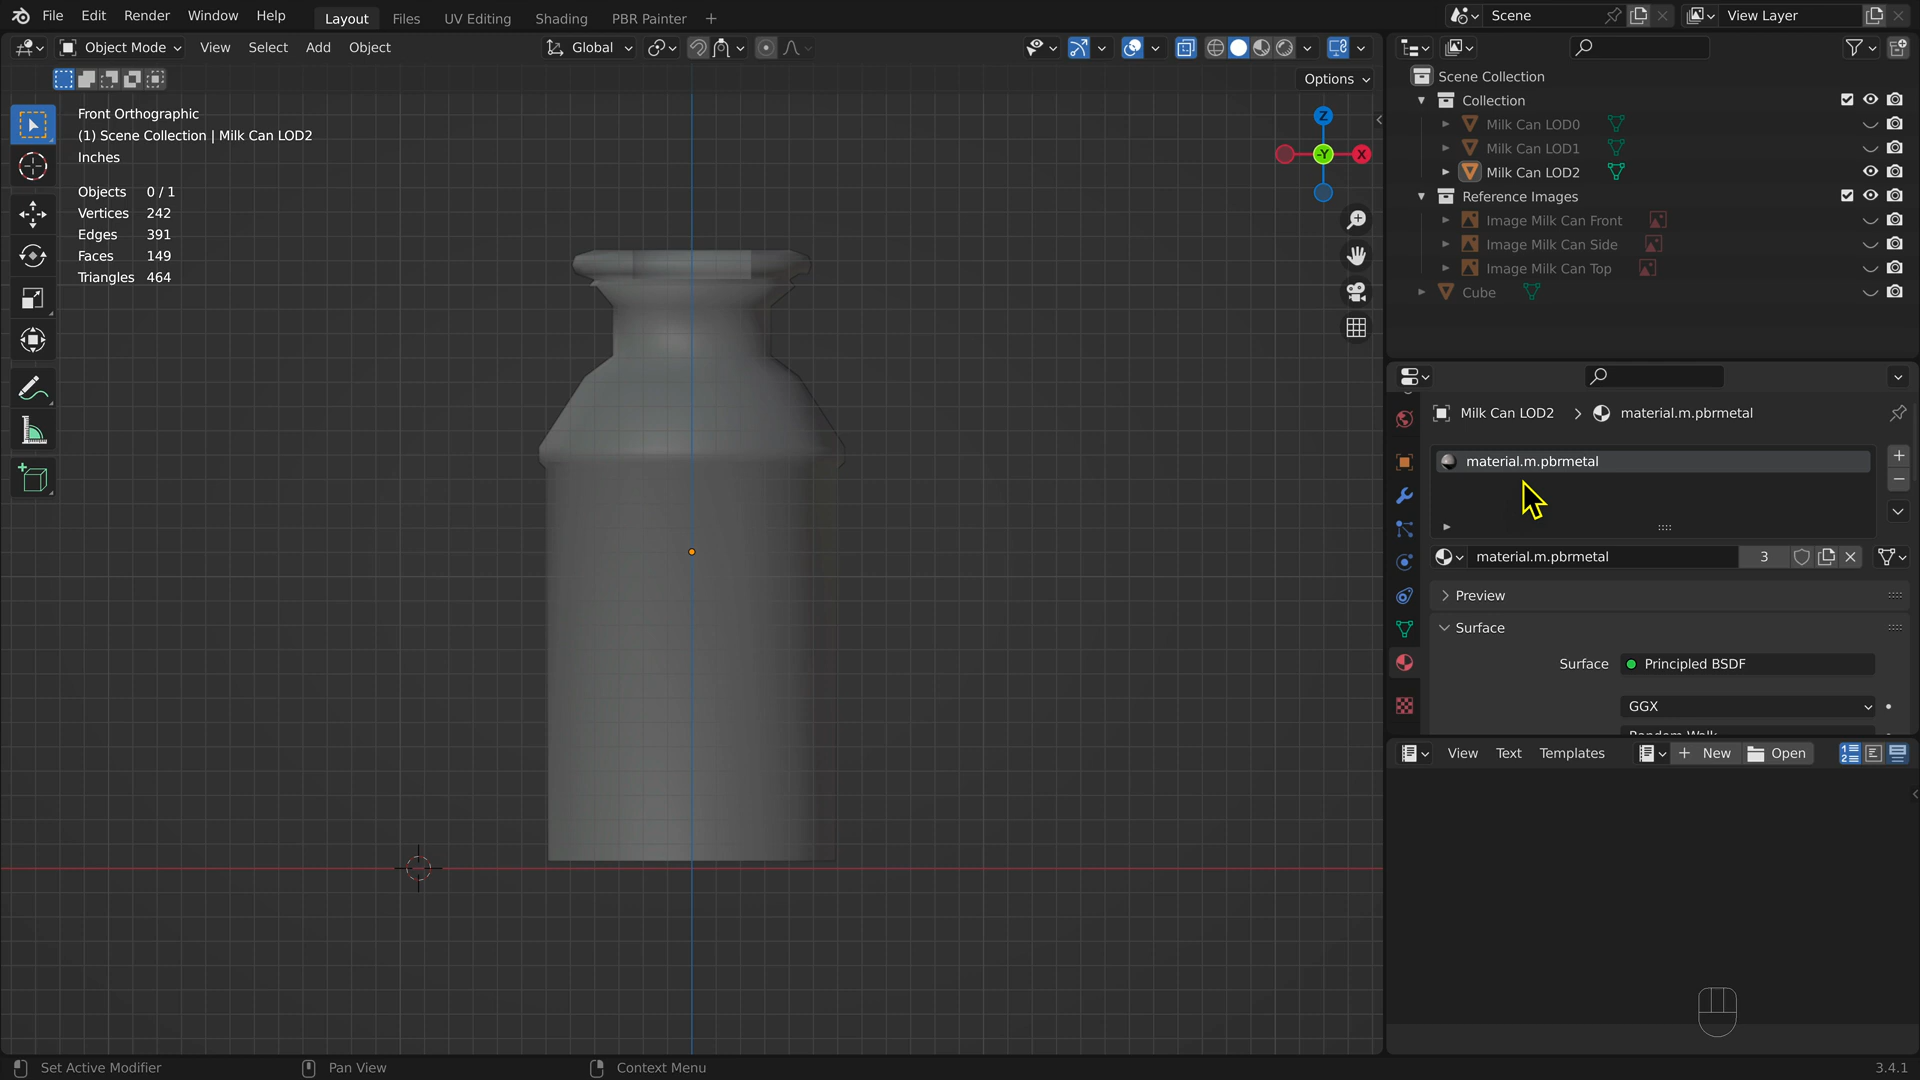 File Edit Render Window Help Layout Files UV Editing Shading PBR Painter + Scene View Layer
Object Mode View Select Add Object Global
Options
Front Orthographic
(1) Scene Collection | Milk Can LOD2
Inches
Objects 0 / 1
Vertices 242
Edges 391
Faces 149
Triangles 464
Z
-Y
X
Scene Collection
Collection
Milk Can LOD0
Milk Can LOD1
Milk Can LOD2
Reference Images
Image Milk Can Front
Image Milk Can Side
Image Milk Can Top
Cube
Milk Can LOD2 > material.m.pbrmetal
material.m.pbrmetal
material.m.pbrmetal 3
Preview
Surface
Surface Principled BSDF
GGX
Random Walk
View Text Templates + New Open
Set Active Modifier Pan View Context Menu 3.4.1